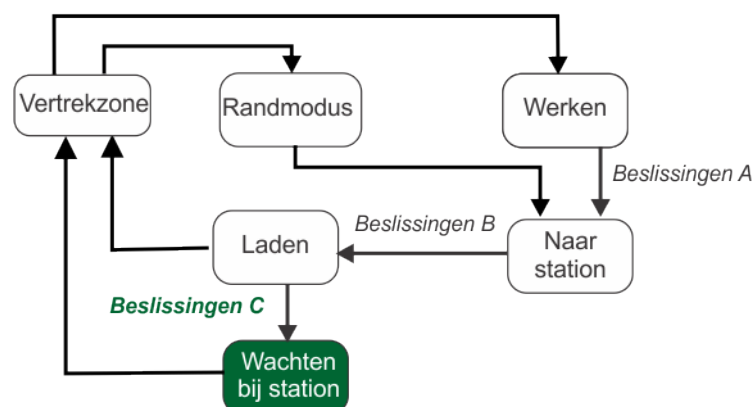 Vertrekzone
Randmodus
Werken
Beslissingen A
Beslissingen B
Laden
Naar
station
Beslissingen C
Wachten
bij station